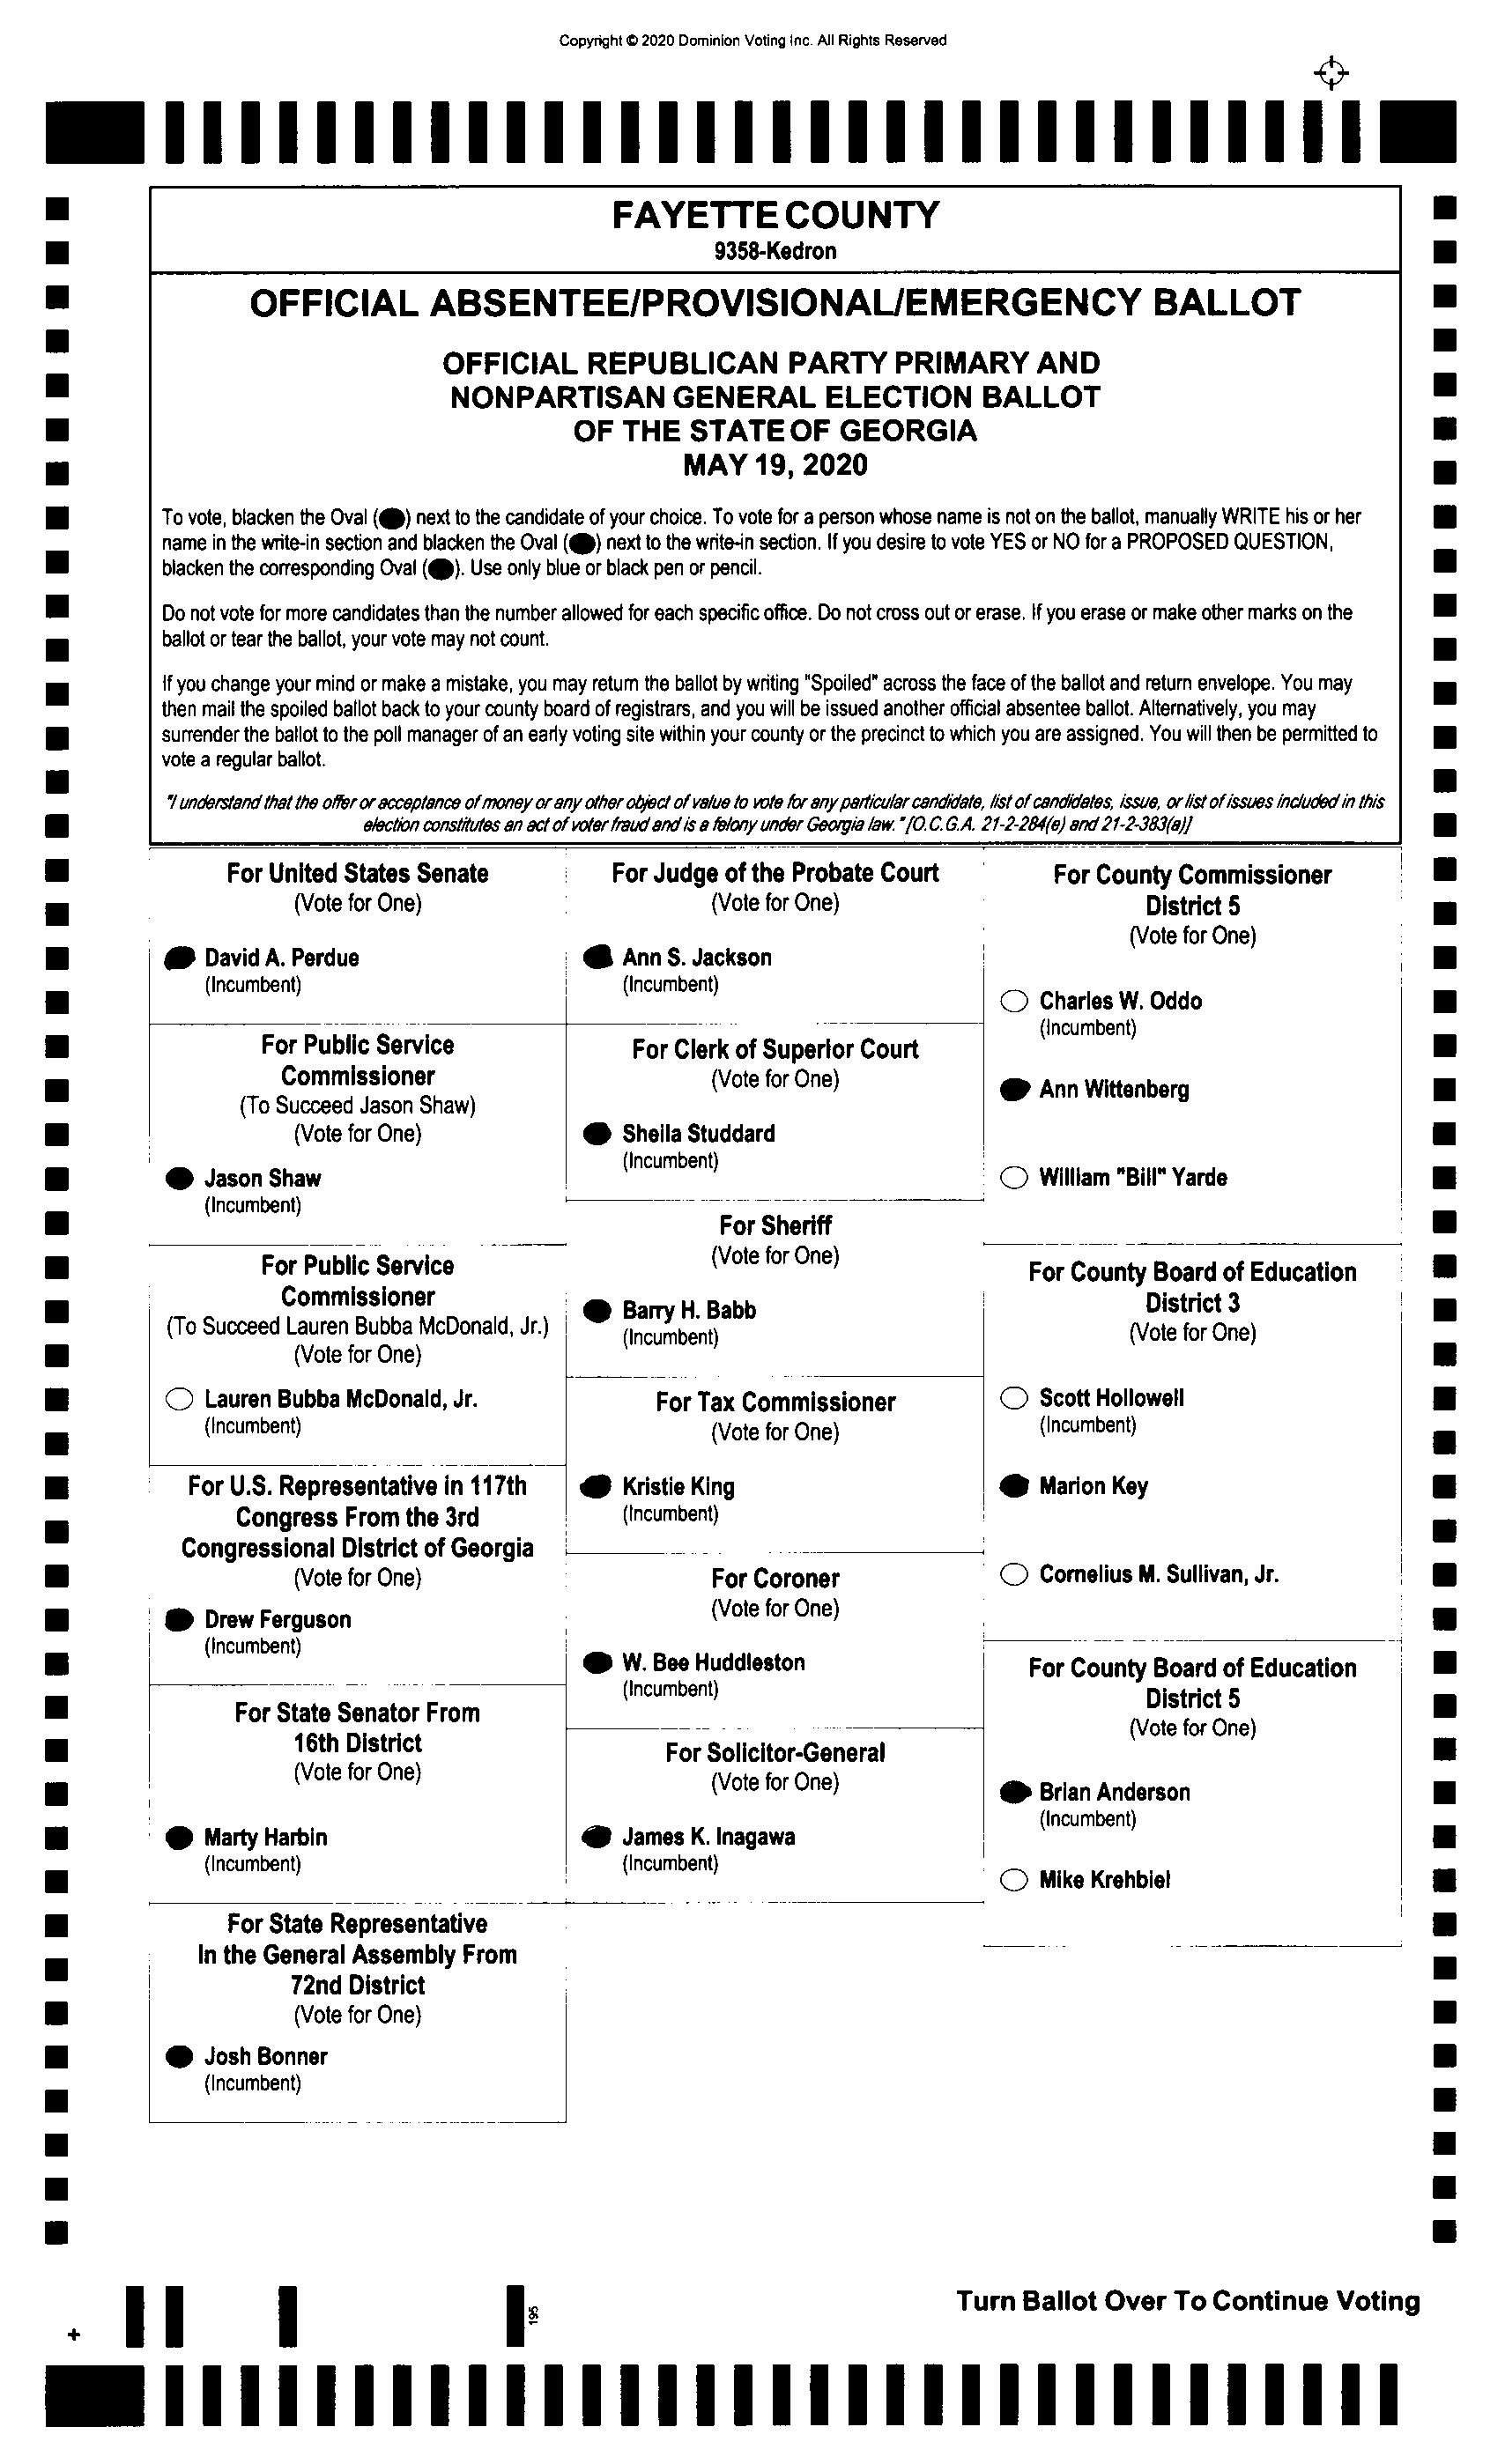 Copyright © 2020 Dominion Voting Inc. All Rights Reserved
FAYETTE COUNTY
9358-Kedron
OFFICIAL ABSENTEE/PROVISIONAL/EMERGENCY BALLOT
OFFICIAL REPUBLICAN PARTY PRIMARY AND
NONPARTISAN GENERAL ELECTION BALLOT
OF THE STATE OF GEORGIA
MAY 19, 2020
To vote, blacken the Oval (●) next to the candidate of your choice. To vote for a person whose name is not on the ballot, manually WRITE his or her
name in the write-in section and blacken the Oval (●) next to the write-in section. If you desire to vote YES or NO for a PROPOSED QUESTION,
blacken the corresponding Oval (●). Use only blue or black pen or pencil.
Do not vote for more candidates than the number allowed for each specific office. Do not cross out or erase. If you erase or make other marks on the
ballot or tear the ballot, your vote may not count.
If you change your mind or make a mistake, you may return the ballot by writing "Spoiled" across the face of the ballot and return envelope. You may
then mail the spoiled ballot back to your county board of registrars, and you will be issued another official absentee ballot. Alternatively, you may
surrender the ballot to the poll manager of an early voting site within your county or the precinct to which you are assigned. You will then be permitted to
vote a regular ballot.
"I understand that the offer or acceptance of money or any other object of value to vote for any particular candidate, list of candidates, issue, or list of issues included in this
election constitutes an act of voter fraud and is a felony under Georgia law. "[O.C.G.A. 21-2-284(e) and 21-2-383(a)]
For United States Senate
(Vote for One)
David A. Perdue
(Incumbent)
For Public Service
Commissioner
(To Succeed Jason Shaw)
(Vote for One)
Jason Shaw
(Incumbent)
For Public Service
Commissioner
(To Succeed Lauren Bubba McDonald, Jr.)
(Vote for One)
Lauren Bubba McDonald, Jr.
(Incumbent)
For U.S. Representative in 117th
Congress From the 3rd
Congressional District of Georgia
(Vote for One)
Drew Ferguson
(Incumbent)
For State Senator From
16th District
(Vote for One)
Marty Harbin
(Incumbent)
For State Representative
In the General Assembly From
72nd District
(Vote for One)
Josh Bonner
(Incumbent)
For Judge of the Probate Court
(Vote for One)
Ann S. Jackson
(Incumbent)
For Clerk of Superior Court
(Vote for One)
Sheila Studdard
(Incumbent)
For Sheriff
(Vote for One)
Barry H. Babb
(Incumbent)
For Tax Commissioner
(Vote for One)
Kristie King
(Incumbent)
For Coroner
(Vote for One)
W. Bee Huddleston
(Incumbent)
For Solicitor-General
(Vote for One)
James K. Inagawa
(Incumbent)
For County Commissioner
District 5
(Vote for One)
Charles W. Oddo
(Incumbent)
Ann Wittenberg
William "Bill" Yarde
For County Board of Education
District 3
(Vote for One)
Scott Hollowell
(Incumbent)
Marion Key
Cornelius M. Sullivan, Jr.
For County Board of Education
District 5
(Vote for One)
Brian Anderson
(Incumbent)
Mike Krehbiel
Turn Ballot Over To Continue Voting
195